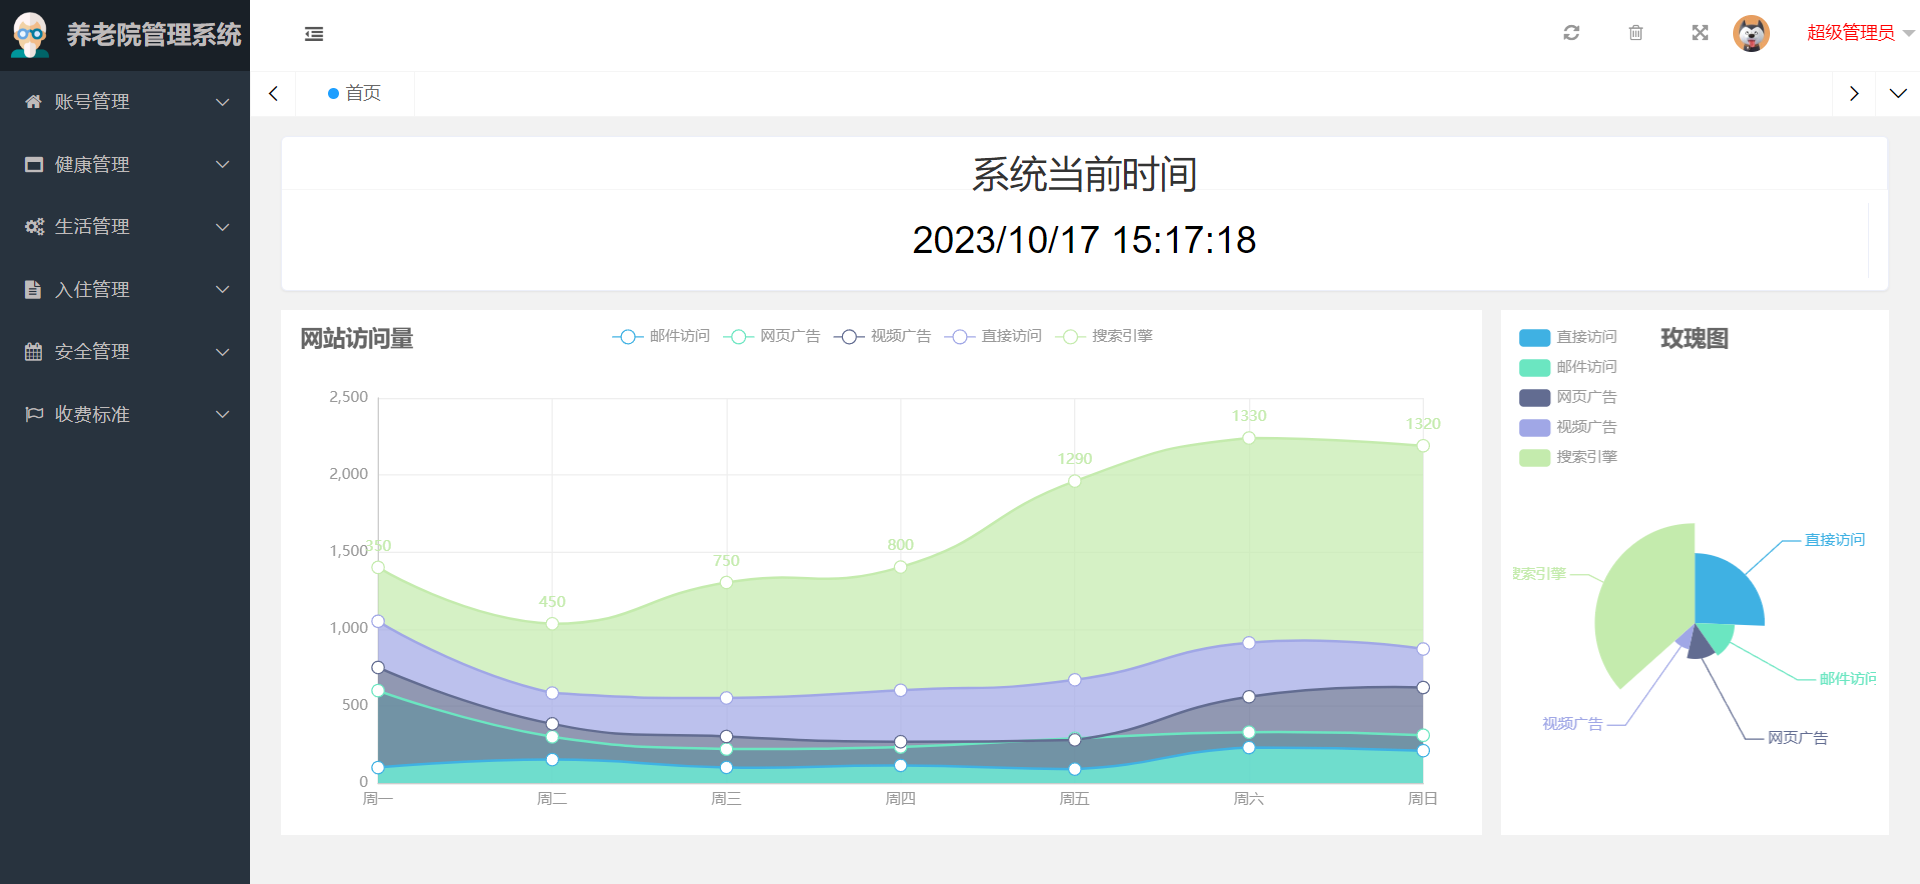 养老院管理系统
超级管理员
账号管理
健康管理
生活管理
入住管理
安全管理
收费标准
首页
系统当前时间
2023/10/17 15:17:18
网站访问量
邮件访问 网页广告 视频广告 直接访问 搜索引擎
2,500
2,000
1,500
1,000
500
0
350
450
750
800
1290
1330
1320
周一 周二 周三 周四 周五 周六 周日
玫瑰图
直接访问
邮件访问
网页广告
视频广告
搜索引擎
直接访问
搜索引擎
邮件访问
视频广告
网页广告